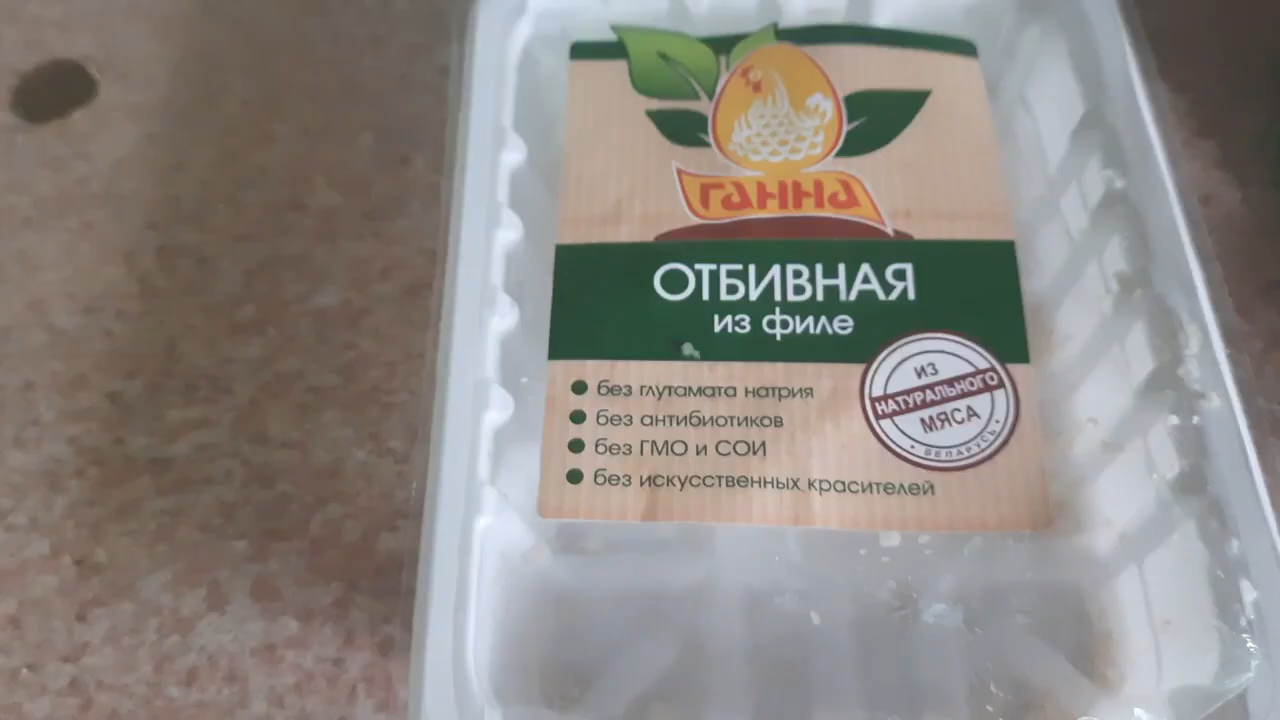 ГАННА
ОТБИВНАЯ
из филе
без глутамата натрия
без антибиотиков
без ГМО и СОИ
без искусственных красителей
ИЗ
НАТУРАЛЬНОГО
МЯСА
• БЕЛАРУСЬ •